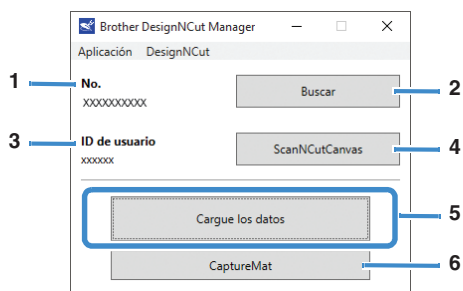 Brother DesignNCut Manager
Aplicación DesignNCut
1 No. Buscar 2
XXXXXXXXXX
3 ID de usuario ScanNCutCanvas 4
xxxxxx
Cargue los datos 5
CaptureMat 6